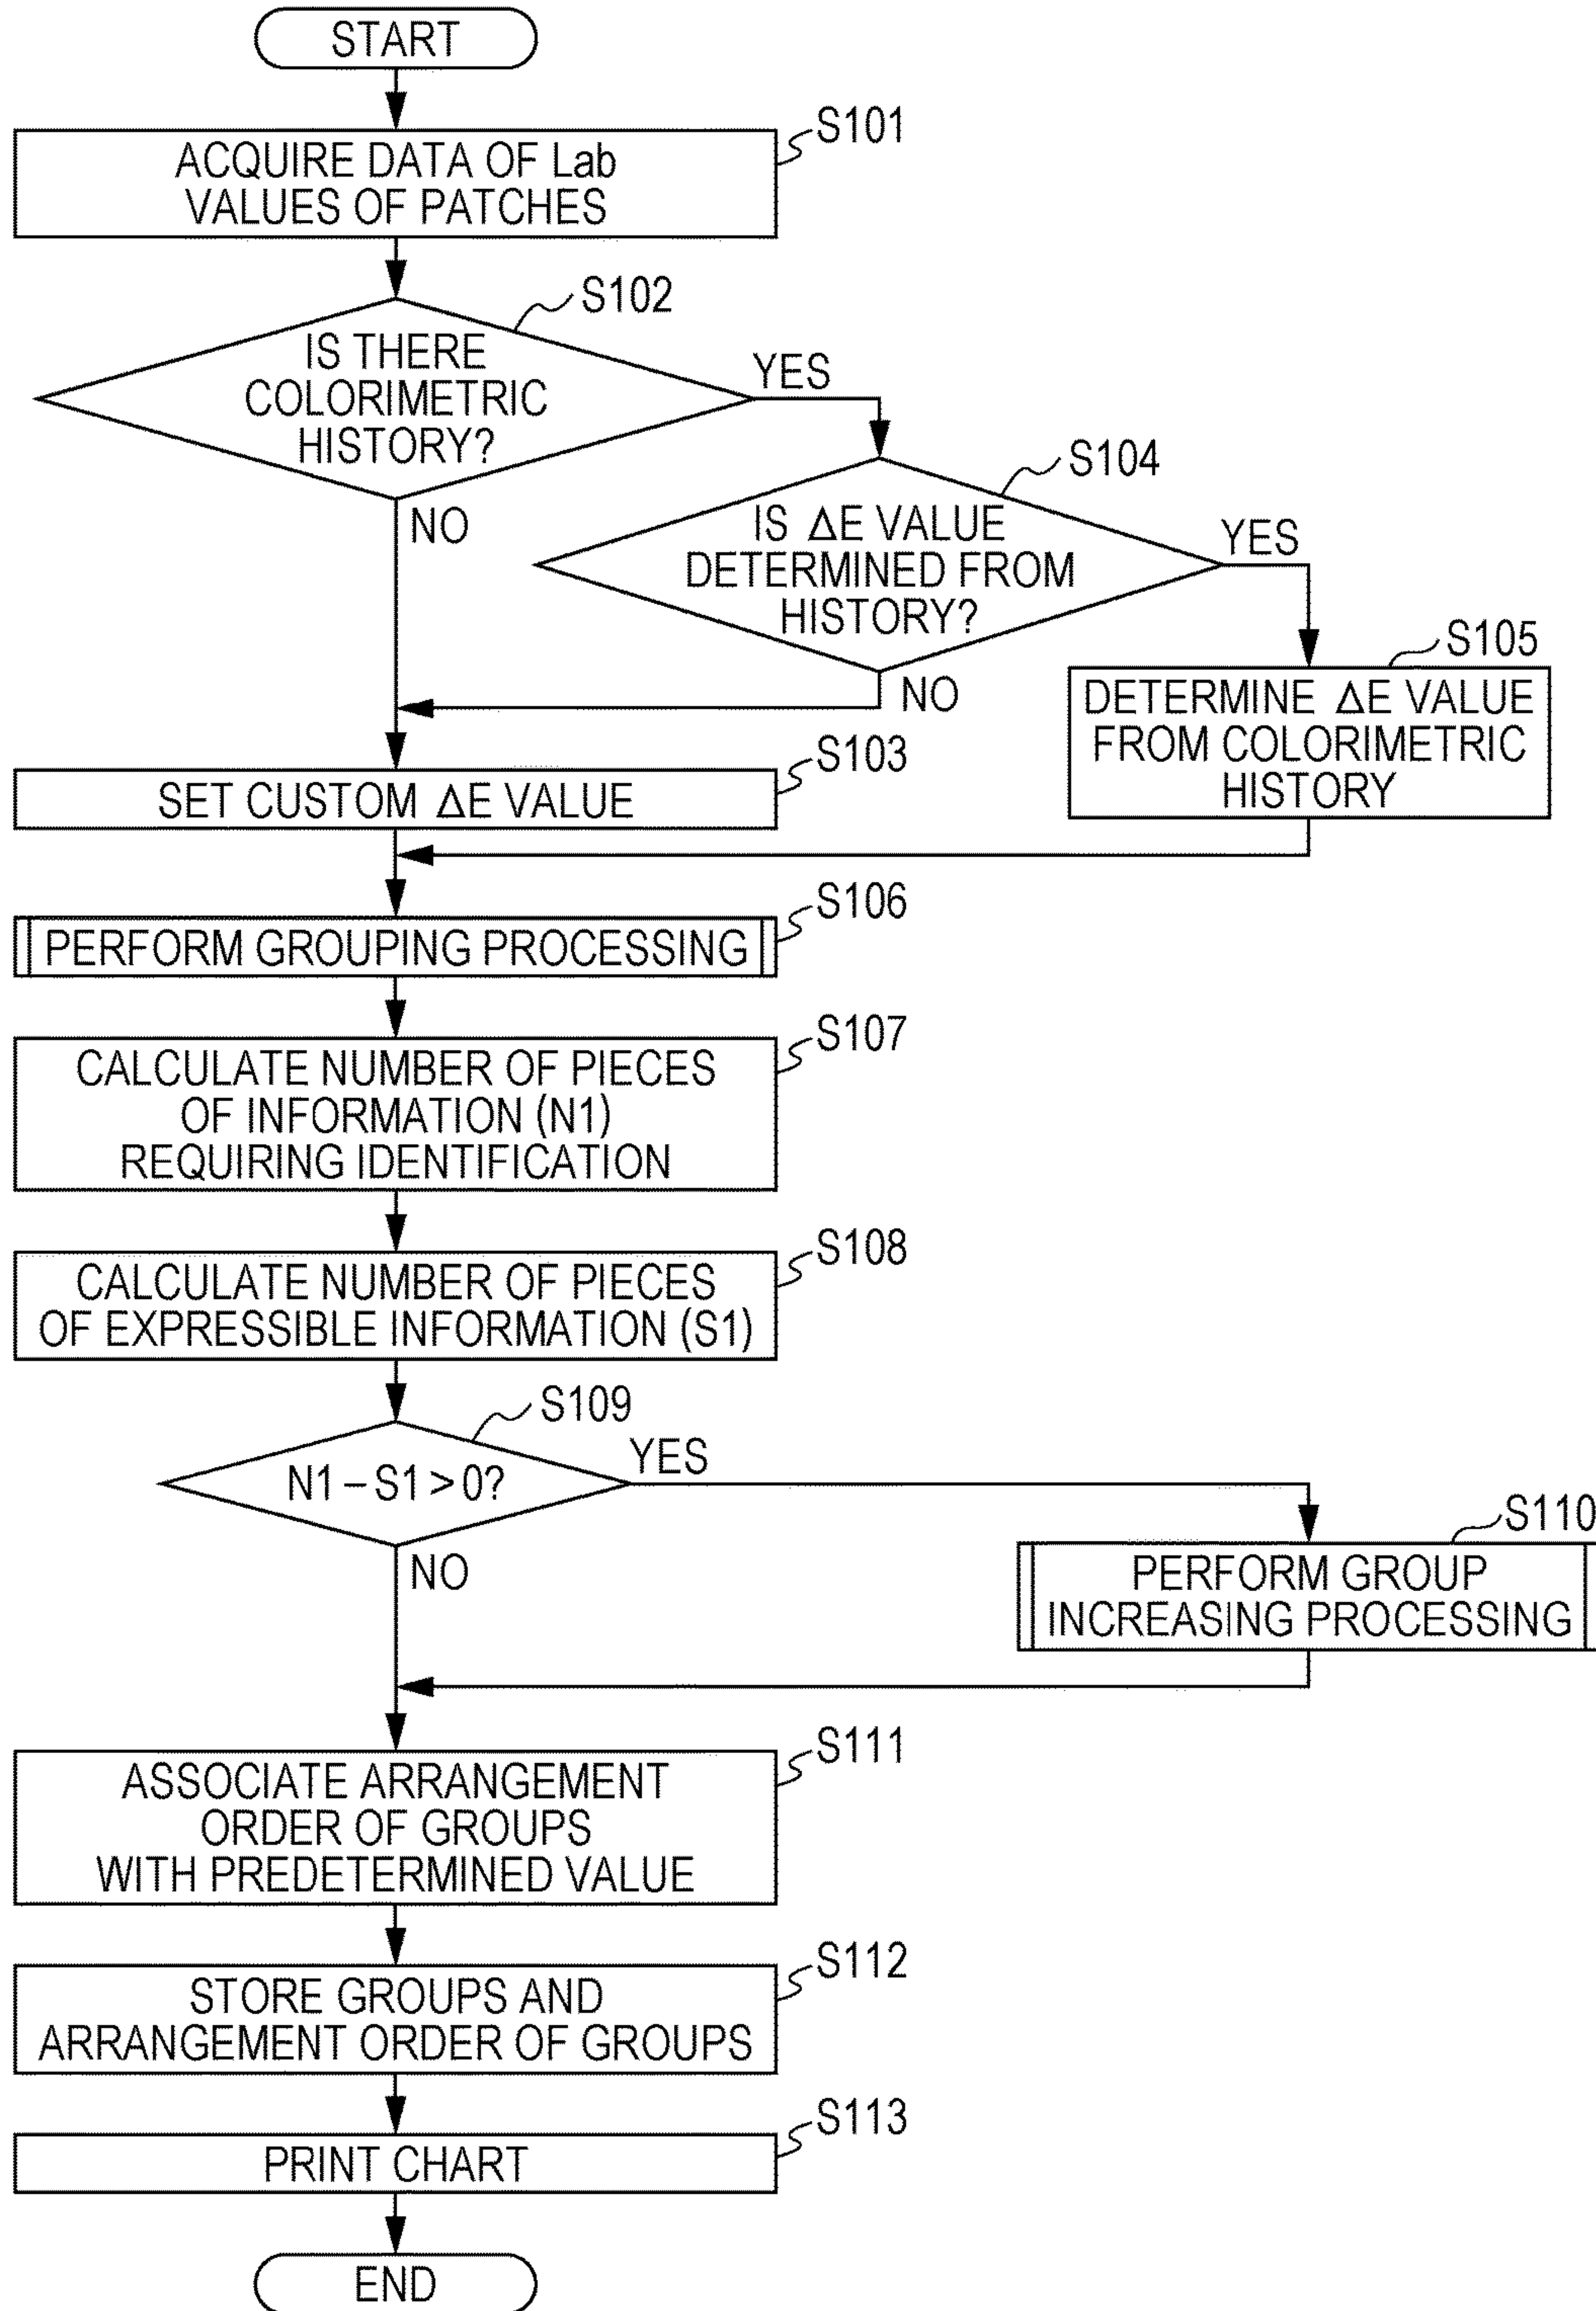 START
S101
ACQUIRE DATA OF Lab
VALUES OF PATCHES
S102
IS THERE
COLORIMETRIC
HISTORY?
YES
NO
S104
IS ΔE VALUE
DETERMINED FROM
HISTORY?
YES
NO
S105
DETERMINE ΔE VALUE
FROM COLORIMETRIC
HISTORY
S103
SET CUSTOM ΔE VALUE
S106
PERFORM GROUPING PROCESSING
S107
CALCULATE NUMBER OF PIECES
OF INFORMATION (N1)
REQUIRING IDENTIFICATION
S108
CALCULATE NUMBER OF PIECES
OF EXPRESSIBLE INFORMATION (S1)
S109
N1 – S1 > 0?
YES
NO
S110
PERFORM GROUP
INCREASING PROCESSING
S111
ASSOCIATE ARRANGEMENT
ORDER OF GROUPS
WITH PREDETERMINED VALUE
S112
STORE GROUPS AND
ARRANGEMENT ORDER OF GROUPS
S113
PRINT CHART
END